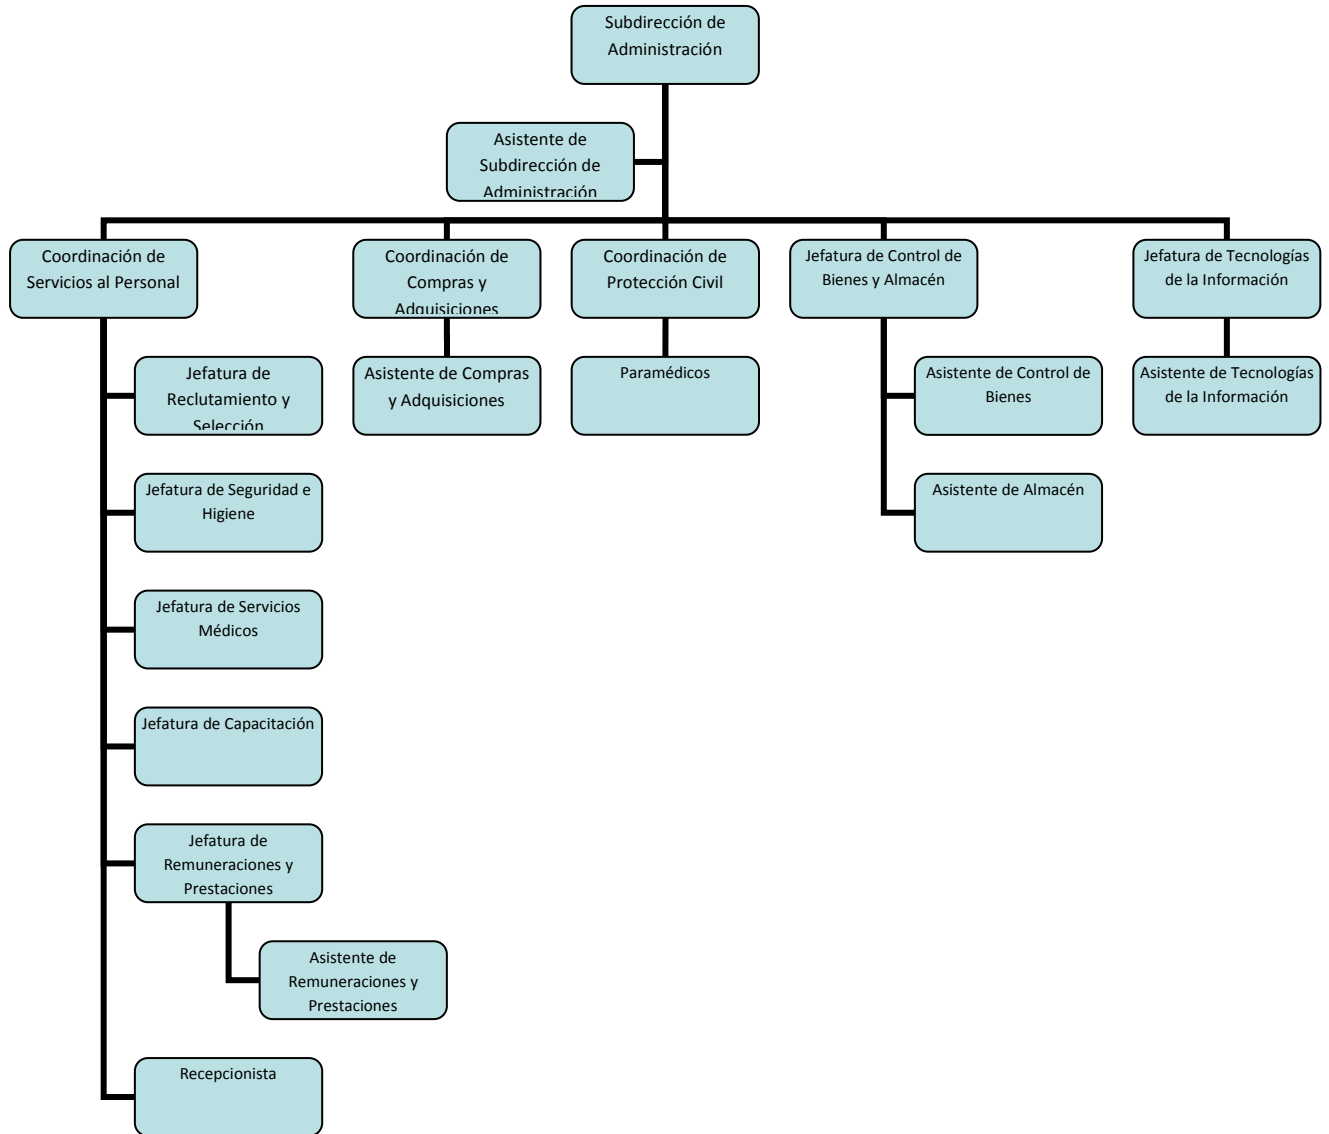 Subdirección de
Administración
Asistente de
Subdirección de
Administración
Coordinación de
Servicios al Personal
Coordinación de
Compras y
Adquisiciones
Coordinación de
Protección Civil
Jefatura de Control de
Bienes y Almacén
Jefatura de Tecnologías
de la Información
Jefatura de
Reclutamiento y
Selección
Asistente de Compras
y Adquisiciones
Paramédicos
Asistente de Control de
Bienes
Asistente de Tecnologías
de la Información
Jefatura de Seguridad e
Higiene
Asistente de Almacén
Jefatura de Servicios
Médicos
Jefatura de Capacitación
Jefatura de
Remuneraciones y
Prestaciones
Asistente de
Remuneraciones y
Prestaciones
Recepcionista